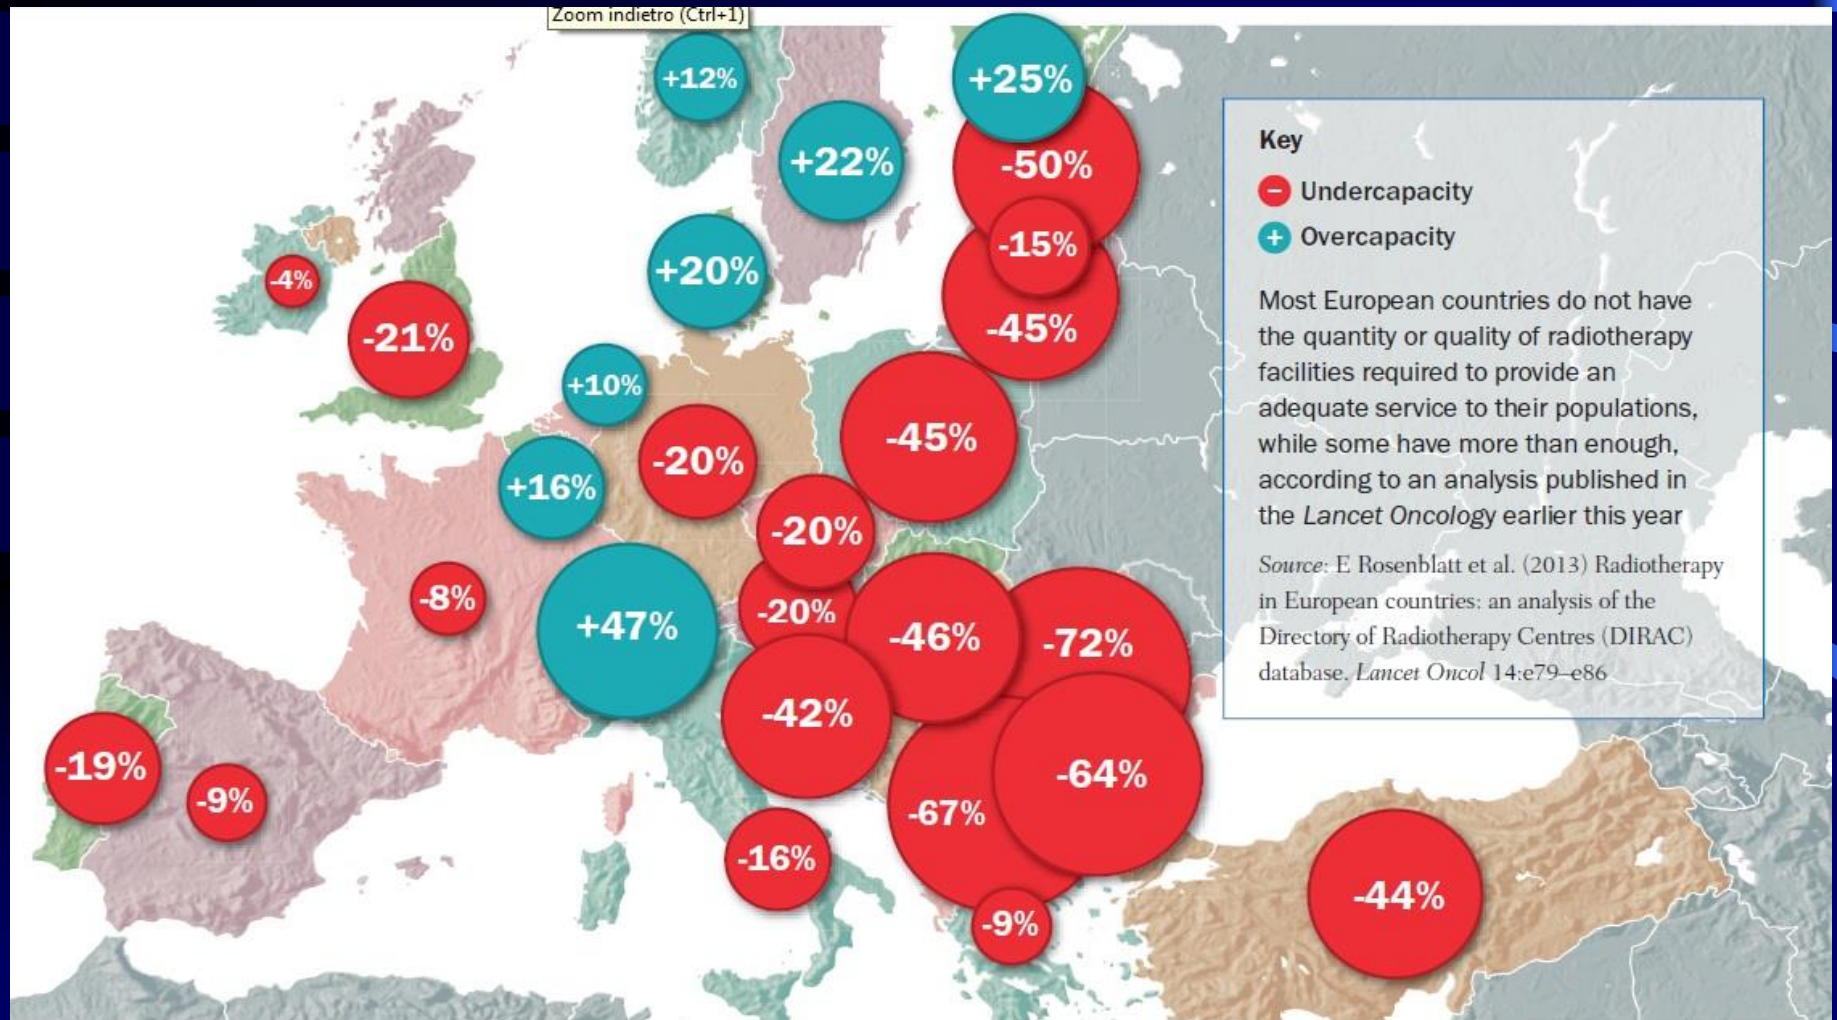 Zoom indietro (Ctrl+1)
+12%
+25%
+22%
-50%
-15%
-4%
+20%
-45%
-21%
+10%
-45%
-20%
+16%
-20%
-8%
-20%
+47%
-46%
-72%
-42%
-19%
-9%
-64%
-67%
-16%
-44%
-9%
Key
− Undercapacity
+ Overcapacity
Most European countries do not have
the quantity or quality of radiotherapy
facilities required to provide an
adequate service to their populations,
while some have more than enough,
according to an analysis published in
the Lancet Oncology earlier this year
Source: E Rosenblatt et al. (2013) Radiotherapy
in European countries: an analysis of the
Directory of Radiotherapy Centres (DIRAC)
database. Lancet Oncol 14:e79–e86